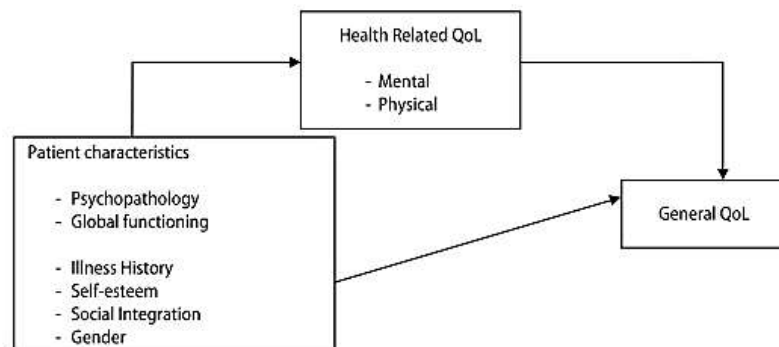 Health Related QoL
- Mental
- Physical
Patient characteristics
- Psychopathology
- Global functioning
- Illness History
- Self-esteem
- Social Integration
- Gender
General QoL